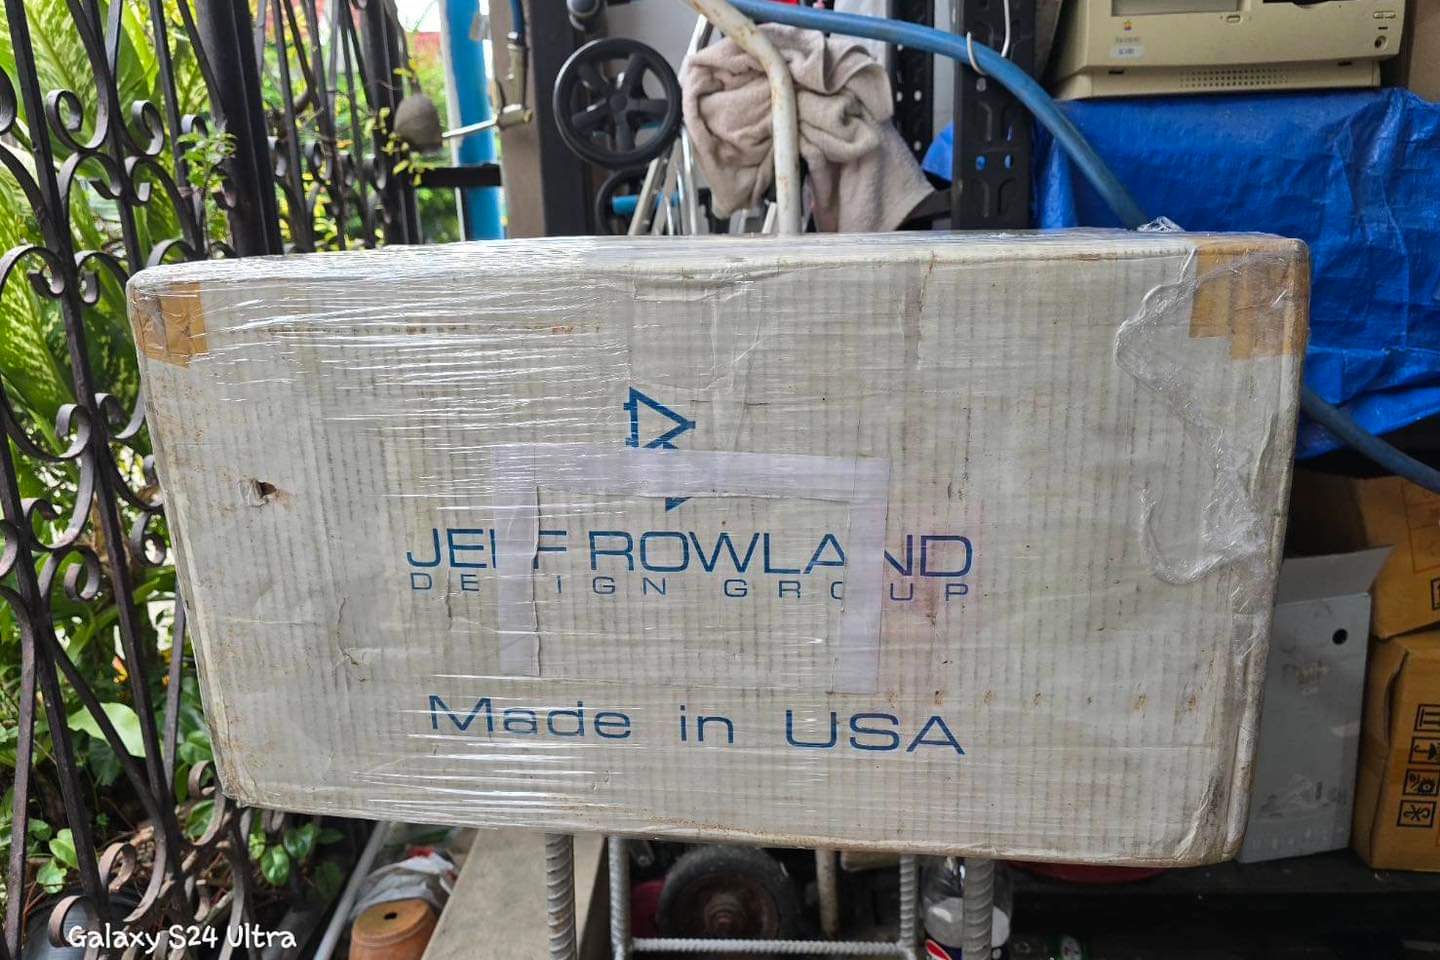 JEFF ROWLAND
DESIGN GROUP
Made in USA
Galaxy S24 Ultra